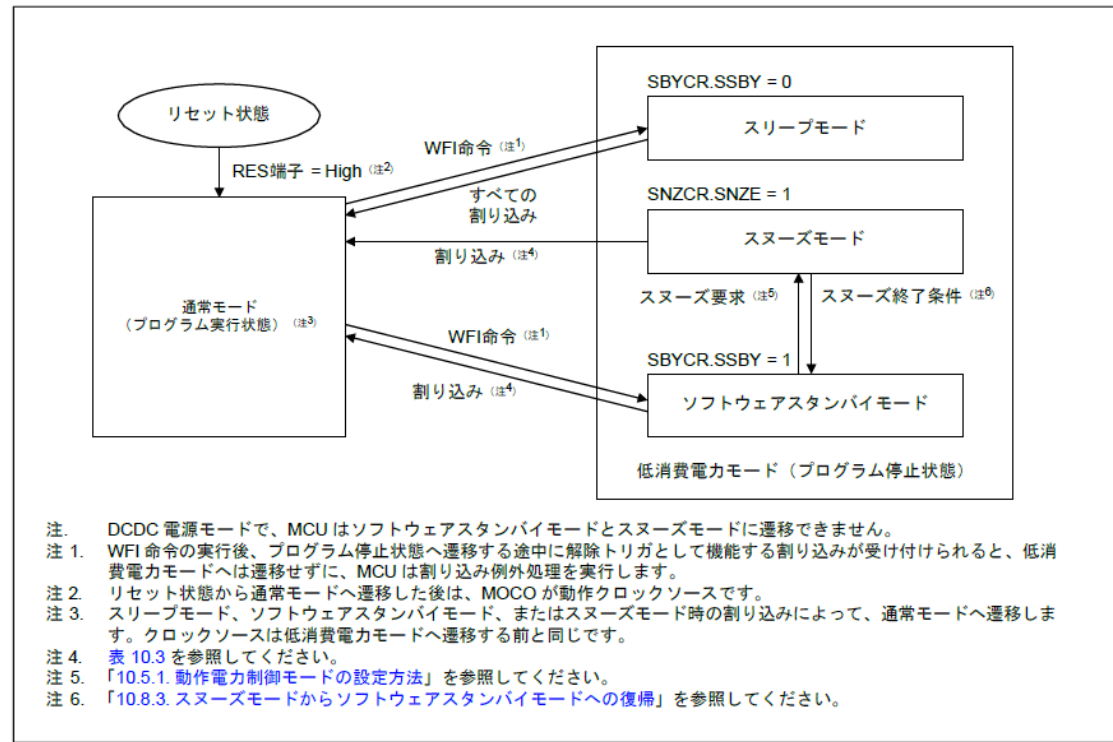 リセット状態
RES端子 = High (注2)
通常モード
(プログラム実行状態) (注3)
WFI命令 (注1)
すべての
割り込み
割り込み (注4)
WFI命令 (注1)
割り込み (注4)
SBYCR.SSBY = 0
スリープモード
SNZCR.SNZE = 1
スヌーズモード
スヌーズ要求 (注5)
スヌーズ終了条件 (注6)
SBYCR.SSBY = 1
ソフトウェアスタンバイモード
低消費電力モード（プログラム停止状態）
注. DCDC 電源モードで、MCU はソフトウェアスタンバイモードとスヌーズモードに遷移できません。
注 1. WFI 命令の実行後、プログラム停止状態へ遷移する途中に解除トリガとして機能する割り込みが受け付けられると、低消
費電力モードへは遷移せずに、MCU は割り込み例外処理を実行します。
注 2. リセット状態から通常モードへ遷移した後は、MOCO が動作クロックソースです。
注 3. スリープモード、ソフトウェアスタンバイモード、またはスヌーズモード時の割り込みによって、通常モードへ遷移しま
す。クロックソースは低消費電力モードへ遷移する前と同じです。
注 4. 表 10.3 を参照してください。
注 5. 「10.5.1. 動作電力制御モードの設定方法」を参照してください。
注 6. 「10.8.3. スヌーズモードからソフトウェアスタンバイモードへの復帰」を参照してください。